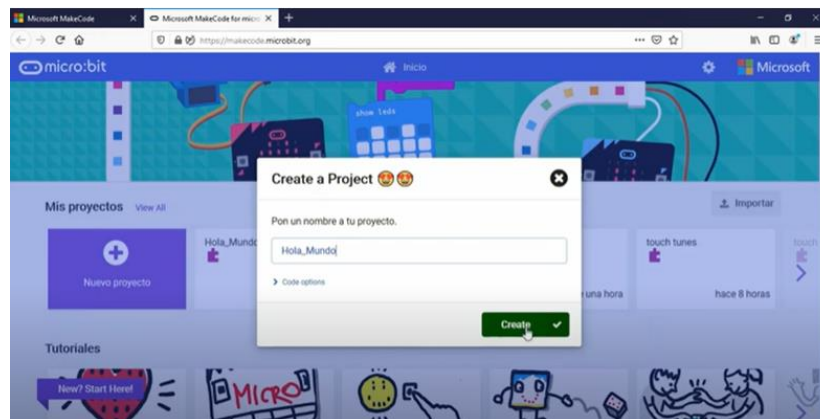 Microsoft MakeCode
Microsoft MakeCode for micro
https://makecode.microbit.org
micro:bit
Inicio
Microsoft
show leds
Create a Project
Pon un nombre a tu proyecto.
Hola_Mundo
Code options
Create
Mis proyectos View All
Importar
Nuevo proyecto
Hola_Mundo
una hora
touch tunes
hace 8 horas
touch
Tutoriales
New? Start Here!
MICRO